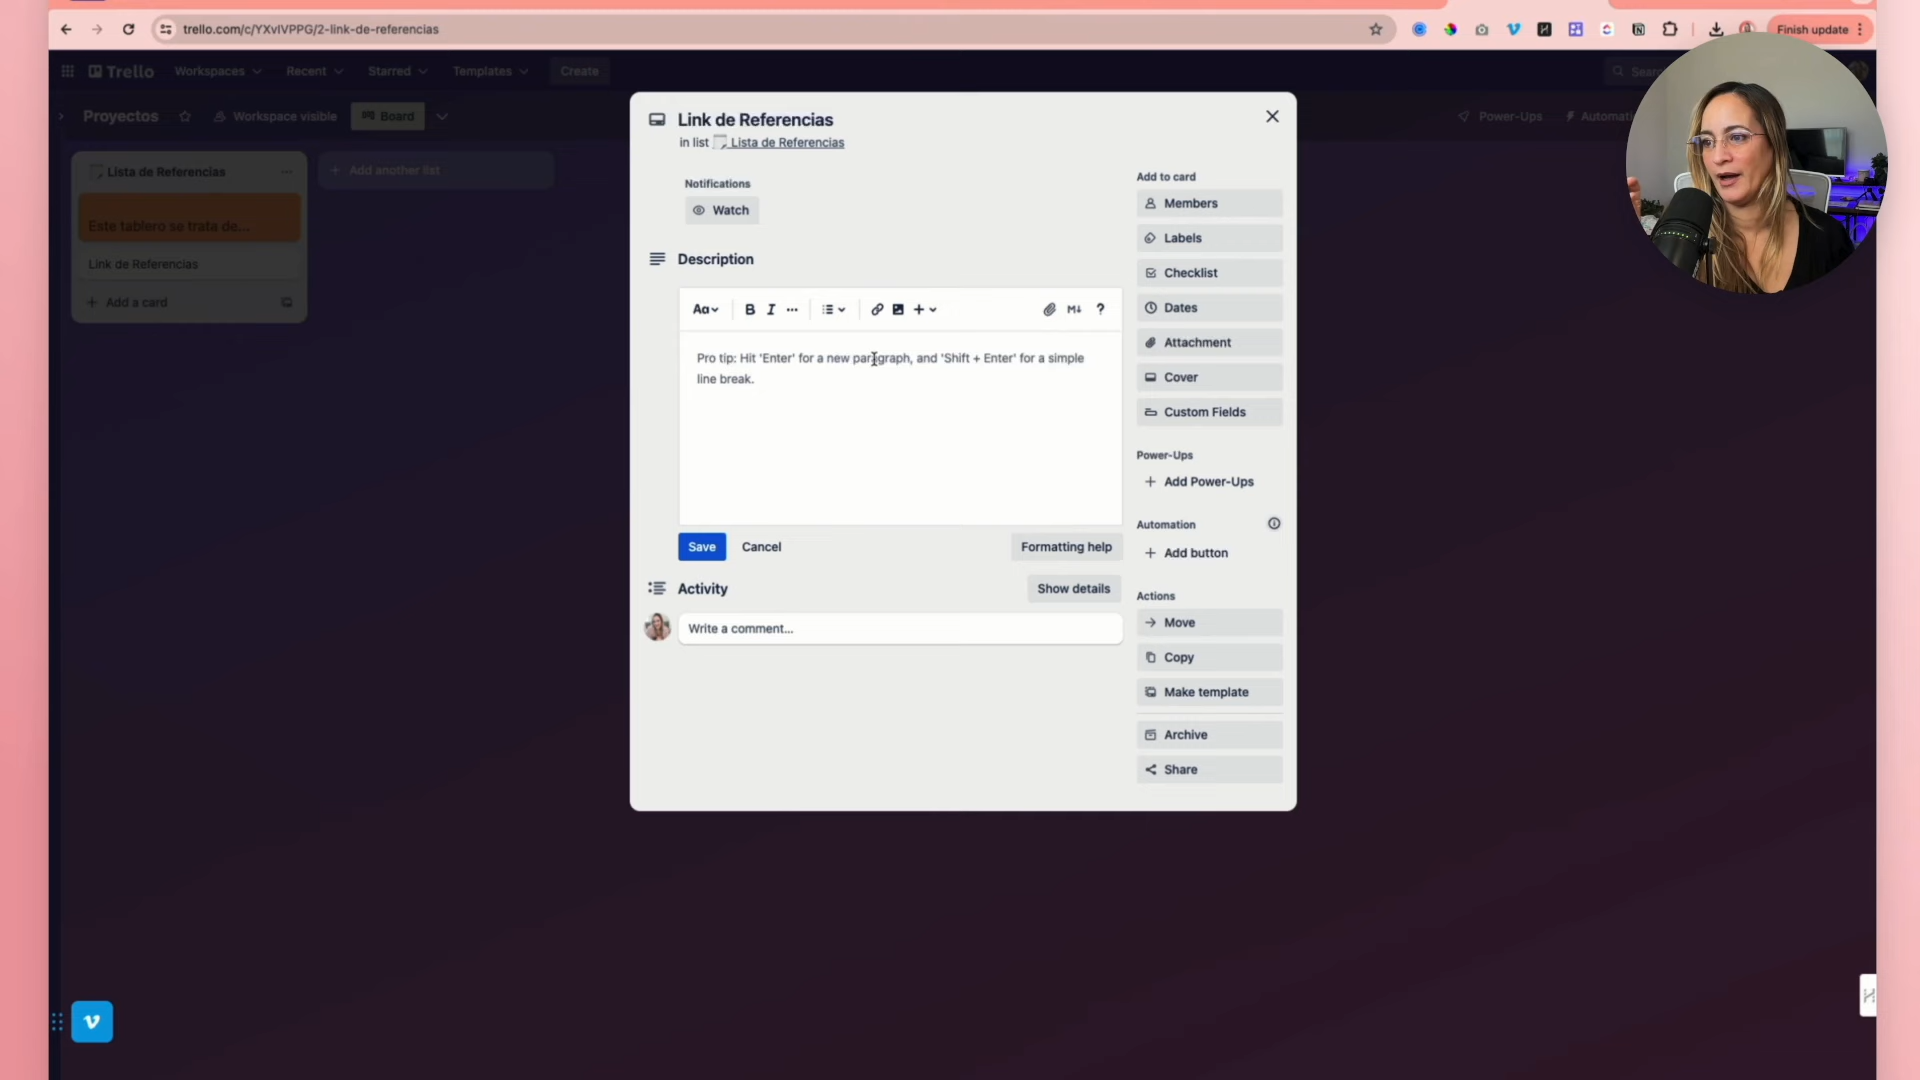 trello.com/c/YXvIVPPG/2-link-de-referencias
Finish update
Trello
Workspaces
Recent
Starred
Templates
Create
Proyectos
Workspace visible
Board
Power-Ups
Lista de Referencias
Este tablero se trata de...
Link de Referencias
+ Add a card
+ Add another list
Link de Referencias
in list Lista de Referencias
Notifications
Watch
Description
Aa
B I ...
M↓ ?
Pro tip: Hit 'Enter' for a new paragraph, and 'Shift + Enter' for a simple
line break.
Save
Cancel
Formatting help
Activity
Show details
Write a comment...
Add to card
Members
Labels
Checklist
Dates
Attachment
Cover
Custom Fields
Power-Ups
+ Add Power-Ups
Automation
+ Add button
Actions
Move
Copy
Make template
Archive
Share